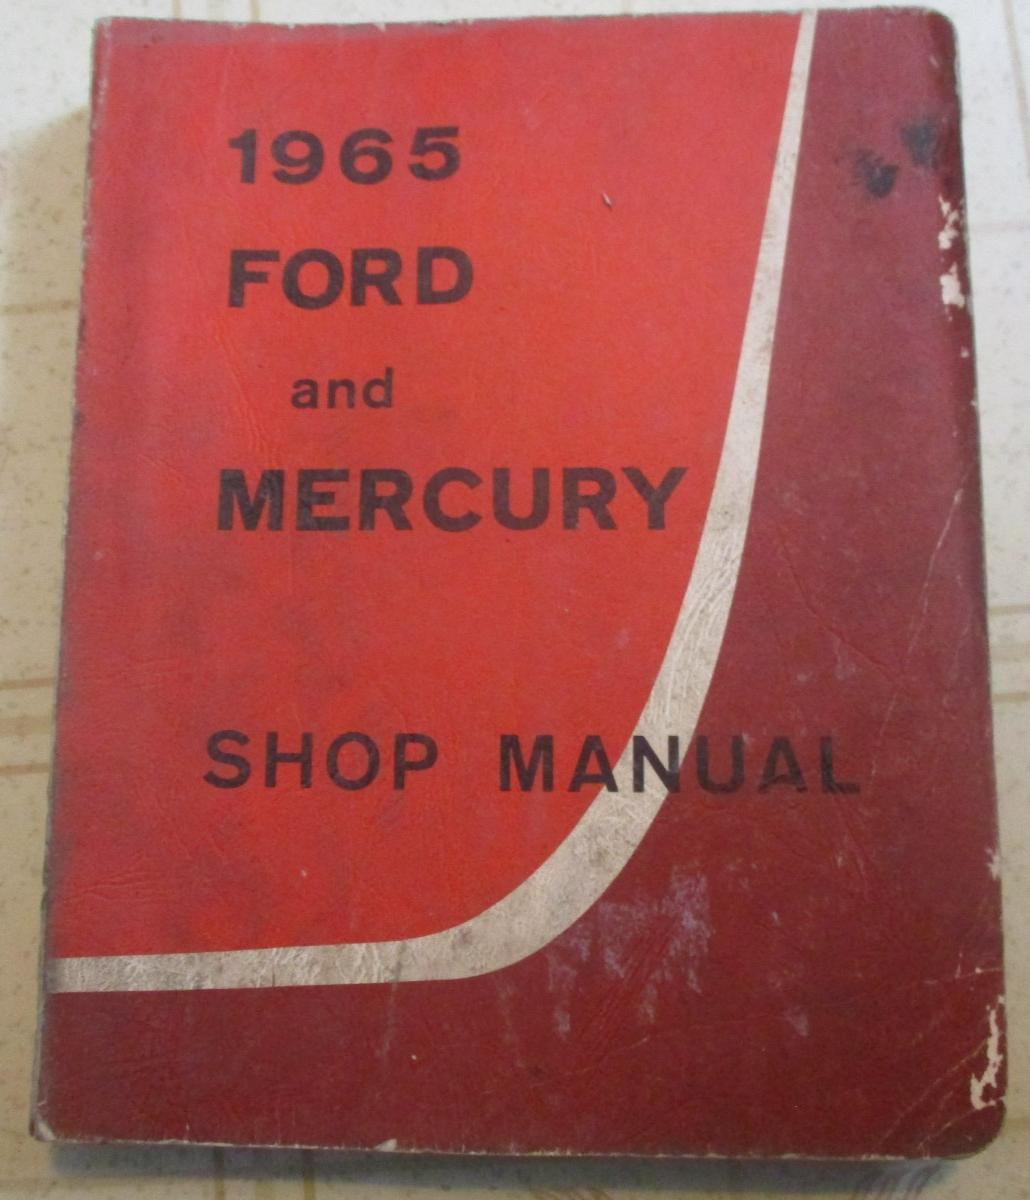 1965
FORD
and
MERCURY
SHOP MANUAL